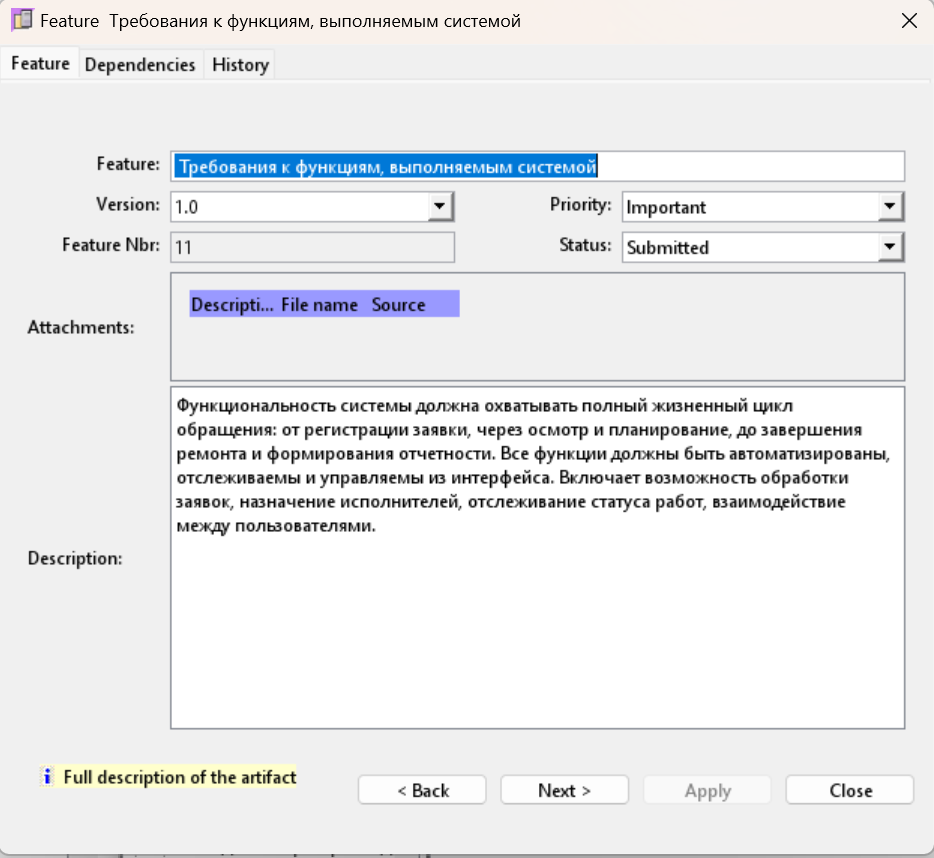 Feature Требования к функциям, выполняемым системой
Feature Dependencies History
Feature: Требования к функциям, выполняемым системой
Version: 1.0 Priority: Important
Feature Nbr: 11 Status: Submitted
Attachments: Descripti... File name Source
Функциональность системы должна охватывать полный жизненный цикл
обращения: от регистрации заявки, через осмотр и планирование, до завершения
ремонта и формирования отчетности. Все функции должны быть автоматизированы,
отслеживаемы и управляемы из интерфейса. Включает возможность обработки
заявок, назначение исполнителей, отслеживание статуса работ, взаимодействие
между пользователями.
Description:
Full description of the artifact
< Back Next > Apply Close